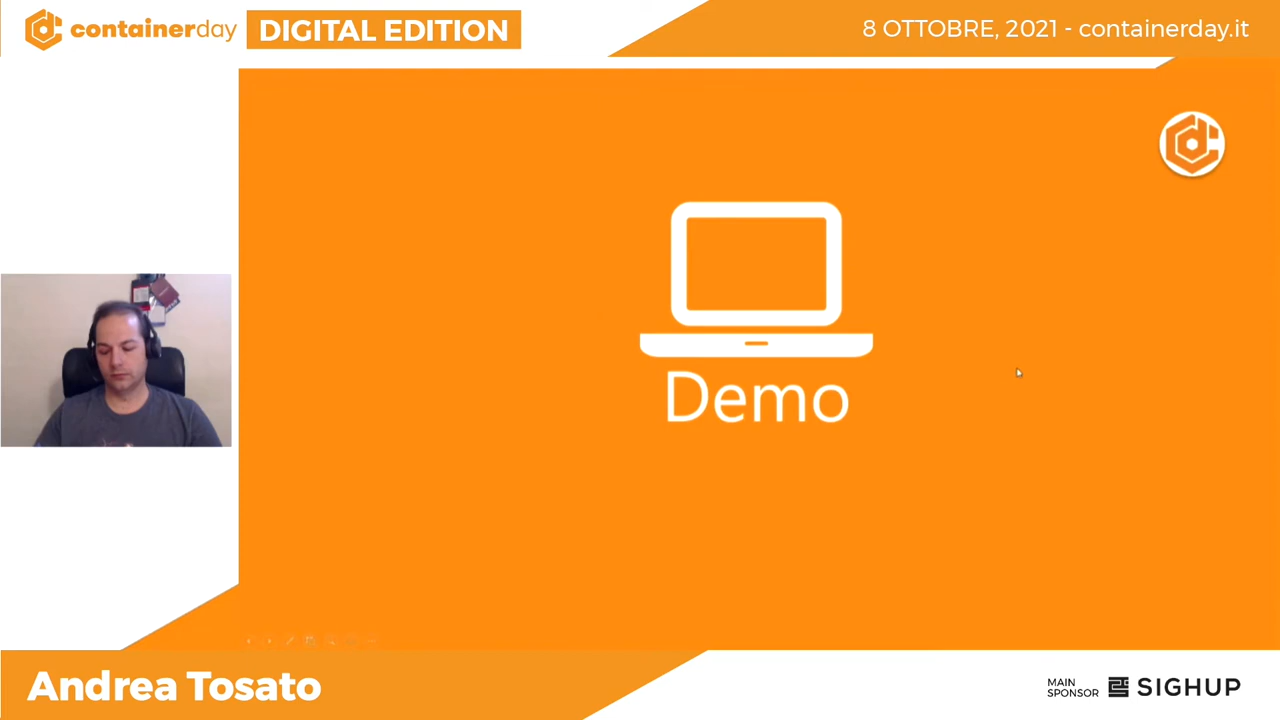 containerday
DIGITAL EDITION
8 OTTOBRE, 2021 - containerday.it
Demo
Andrea Tosato
MAIN
SPONSOR
SIGHUP